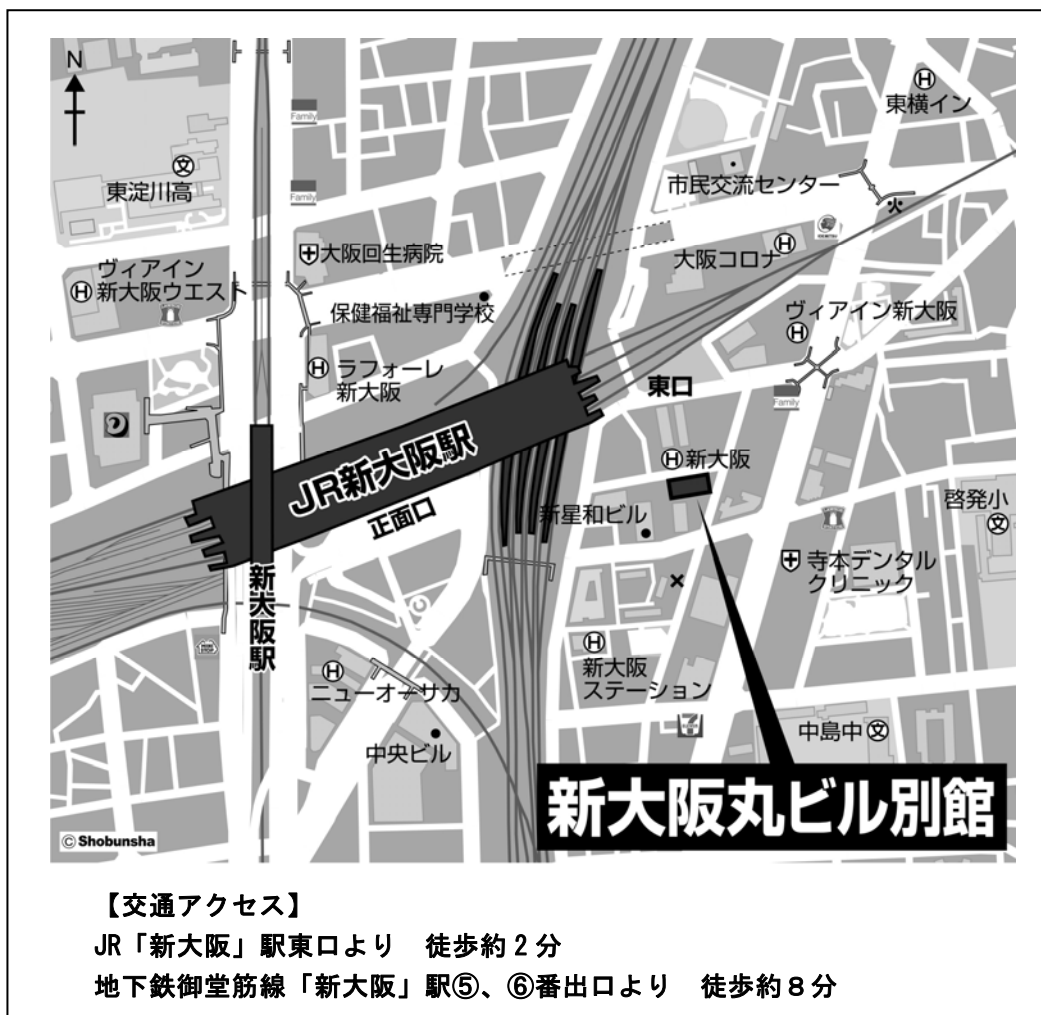 N
東横イン
Family
文
東淀川高
市民交流センター
Family
大阪回生病院
大阪コロナ
ヴィアイン
新大阪ウエスト
保健福祉専門学校
ヴィアイン新大阪
ラフォーレ
新大阪
東口
Family
JR新大阪駅
新大阪
啓発小
文
正面口
新星和ビル
寺本デンタル
クリニック
新大阪駅
新大阪
ステーション
ニューオーサカ
中央ビル
中島中
文
新大阪丸ビル別館
© Shobunsha
【交通アクセス】
JR「新大阪」駅東口より　徒歩約2分
地下鉄御堂筋線「新大阪」駅⑤、⑥番出口より　徒歩約8分